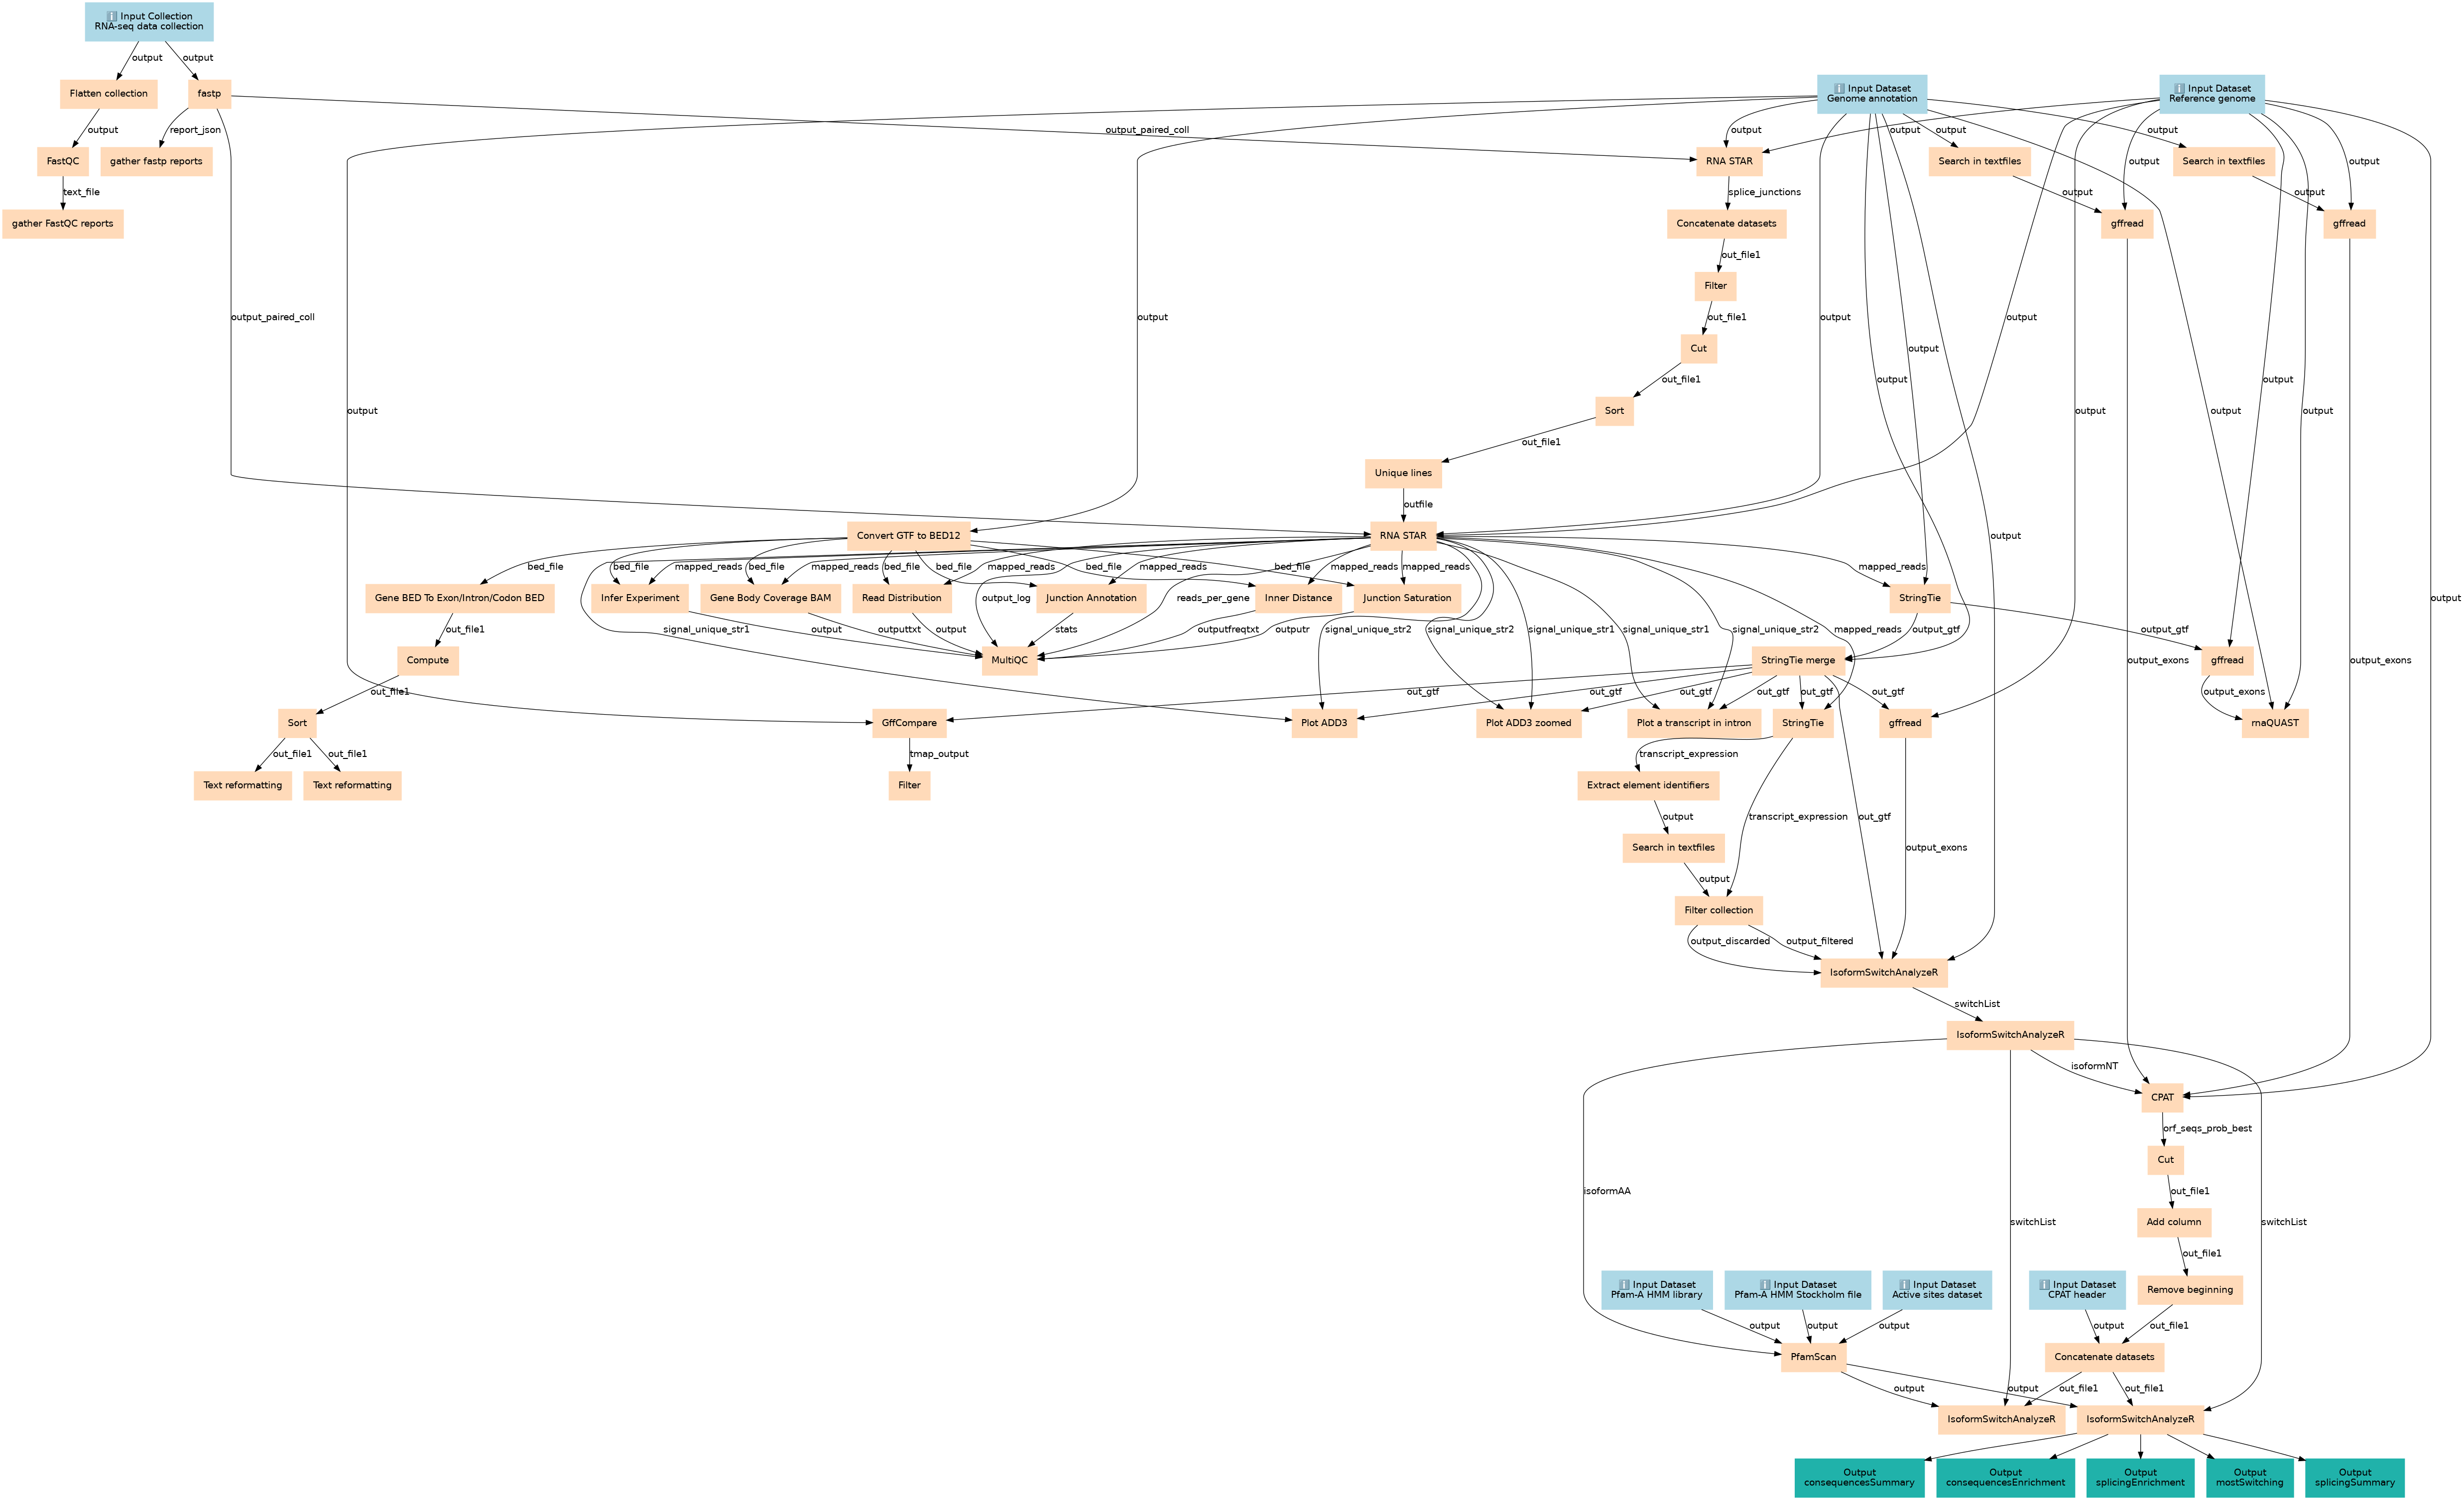 ℹ️ Input Collection
RNA-seq data collection
output
output
Flatten collection
fastp
ℹ️ Input Dataset
Genome annotation
ℹ️ Input Dataset
Reference genome
output
report_json
output_paired_coll
output
output
output
output
output
output
FastQC
gather fastp reports
RNA STAR
Search in textfiles
Search in textfiles
text_file
splice_junctions
output
output
gather FastQC reports
Concatenate datasets
gffread
gffread
out_file1
Filter
output_paired_coll
output
output
output
out_file1
Cut
output
output
out_file1
output
output
output
output
output
Sort
out_file1
Unique lines
outfile
Convert GTF to BED12
RNA STAR
output
bed_file
bed_file
mapped_reads
bed_file
mapped_reads
bed_file
mapped_reads
bed_file
mapped_reads
bed_file
mapped_reads
bed_file
mapped_reads
mapped_reads
Gene BED To Exon/Intron/Codon BED
Infer Experiment
Gene Body Coverage BAM
Read Distribution
output_log
Junction Annotation
reads_per_gene
Inner Distance
Junction Saturation
StringTie
output
out_file1
signal_unique_str1
output
outputtxt
output
stats
outputfreqtxt
outputr
signal_unique_str2
signal_unique_str2
signal_unique_str1
signal_unique_str1
signal_unique_str2
mapped_reads
output_gtf
output_gtf
Compute
MultiQC
StringTie merge
gffread
output_exons
output_exons
out_file1
out_gtf
out_gtf
out_gtf
out_gtf
out_gtf
out_gtf
output_exons
Sort
GffCompare
Plot ADD3
Plot ADD3 zoomed
Plot a transcript in intron
StringTie
gffread
rnaQUAST
out_file1
out_file1
tmap_output
transcript_expression
Text reformatting
Text reformatting
Filter
Extract element identifiers
output
transcript_expression
out_gtf
Search in textfiles
output_exons
output
Filter collection
output_discarded
output_filtered
IsoformSwitchAnalyzeR
switchList
IsoformSwitchAnalyzeR
isoformNT
CPAT
orf_seqs_prob_best
Cut
isoformAA
out_file1
switchList
switchList
Add column
out_file1
ℹ️ Input Dataset
Pfam-A HMM library
ℹ️ Input Dataset
Pfam-A HMM Stockholm file
ℹ️ Input Dataset
Active sites dataset
ℹ️ Input Dataset
CPAT header
Remove beginning
output
output
output
output
out_file1
PfamScan
Concatenate datasets
output
output
out_file1
out_file1
IsoformSwitchAnalyzeR
IsoformSwitchAnalyzeR
Output
consequencesSummary
Output
consequencesEnrichment
Output
splicingEnrichment
Output
mostSwitching
Output
splicingSummary